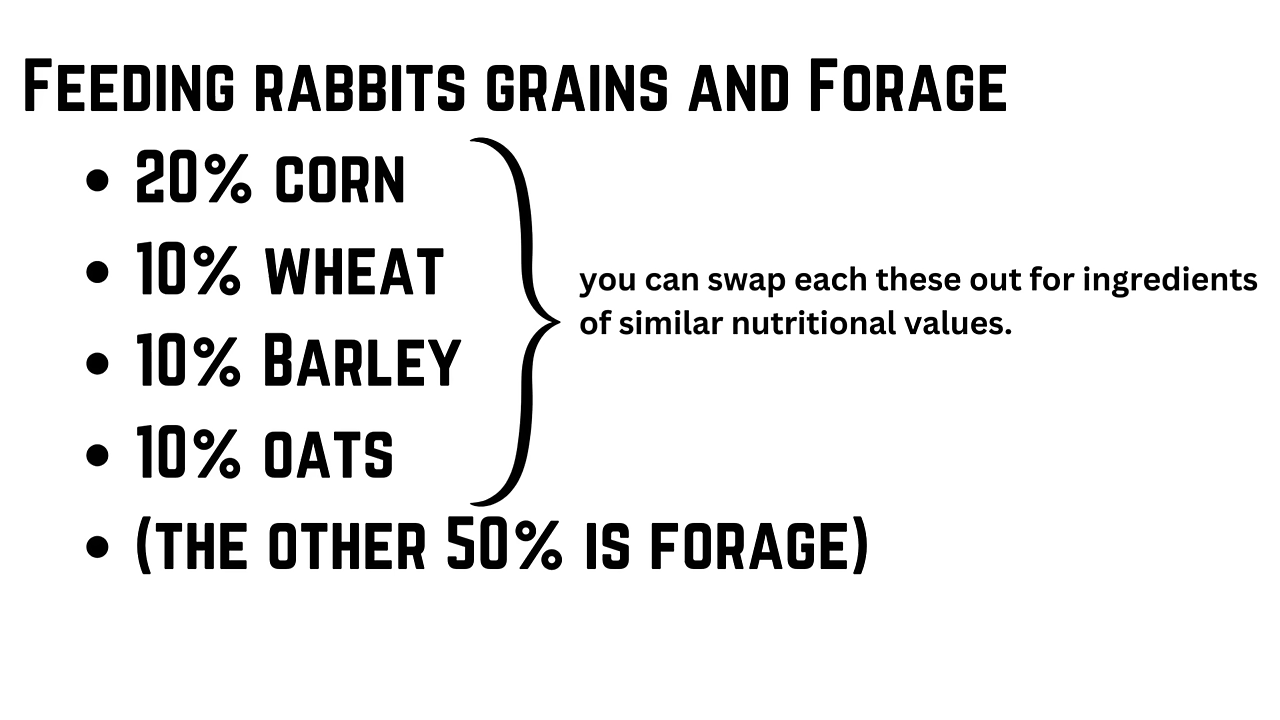 Feeding rabbits grains and Forage
• 20% corn
• 10% wheat
• 10% Barley
• 10% oats
you can swap each these out for ingredients
of similar nutritional values.
• (the other 50% is forage)